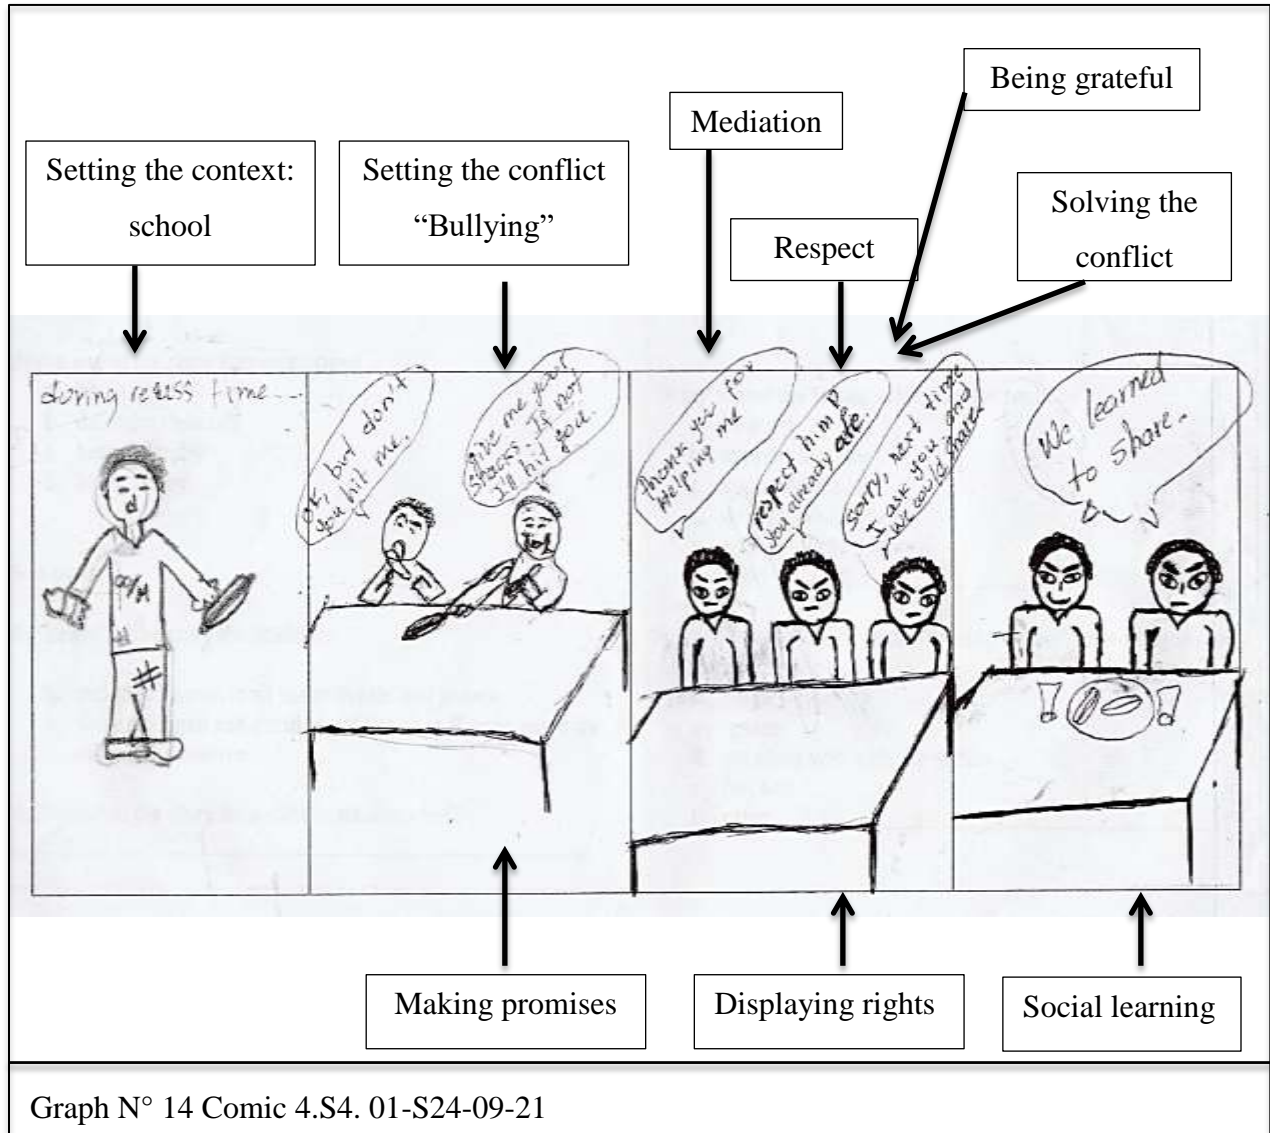 Being grateful
Mediation
Setting the context:
school
Setting the conflict
“Bullying”
Solving the
conflict
Respect
during recess time...
Ok, but don't
you hit me.
Give me your
snacks. If not
I'll hit you.
Thank you for
Helping me
respect him
you already ate.
Sorry, next time
I ask you and
we could share.
We learned
to share.
Making promises
Displaying rights
Social learning
Graph N° 14 Comic 4.S4. 01-S24-09-21